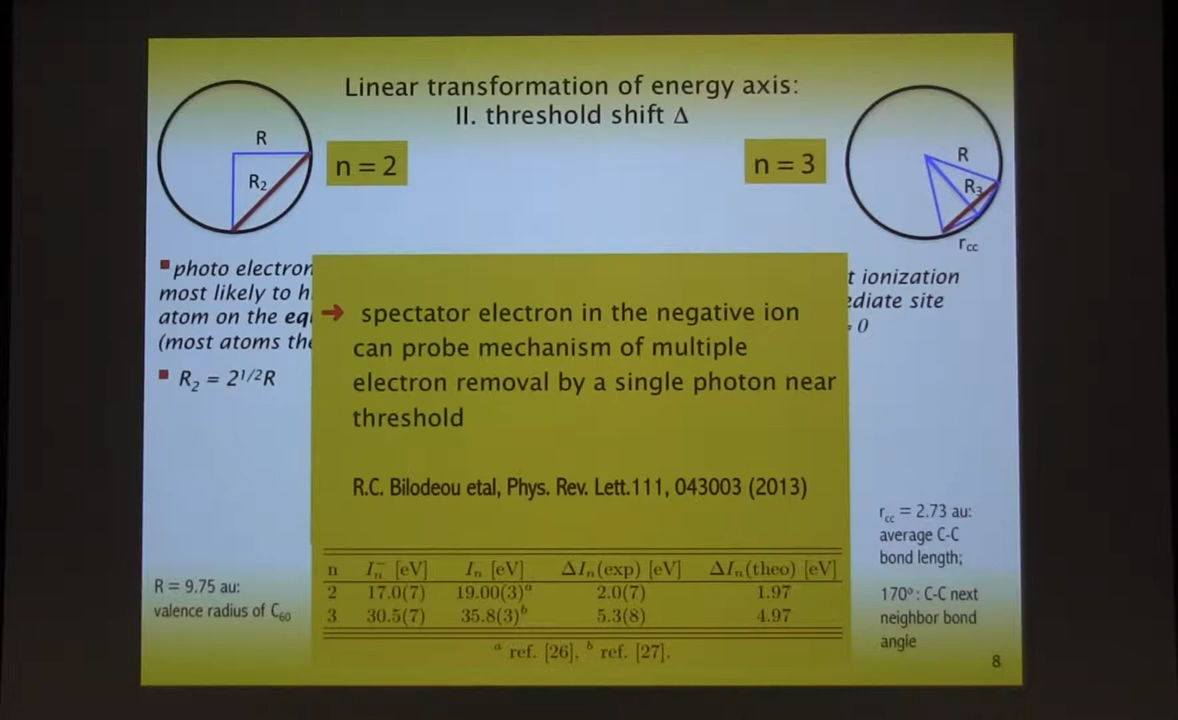 Linear transformation of energy axis:
II. threshold shift Δ
R
R₂
n = 2
n = 3
R
R₃
rcc
photo electron
most likely to h
atom on the eq
(most atoms the
R₂ = 2^1/2R
R = 9.75 au:
valence radius of C₆₀
➔ spectator electron in the negative ion
can probe mechanism of multiple
electron removal by a single photon near
threshold
R.C. Bilodeou etal, Phys. Rev. Lett.111, 043003 (2013)
n Iₙ⁻ [eV] Iₙ [eV] ΔIₙ(exp) [eV] ΔIₙ(theo) [eV]
2 17.0(7) 19.00(3)ᵃ 2.0(7) 1.97
3 30.5(7) 35.8(3)ᵇ 5.3(8) 4.97
ᵃ ref. [26], ᵇ ref. [27].
t ionization
ediate site
= 0
rcc = 2.73 au:
average C-C
bond length;
170º: C-C next
neighbor bond
angle
8